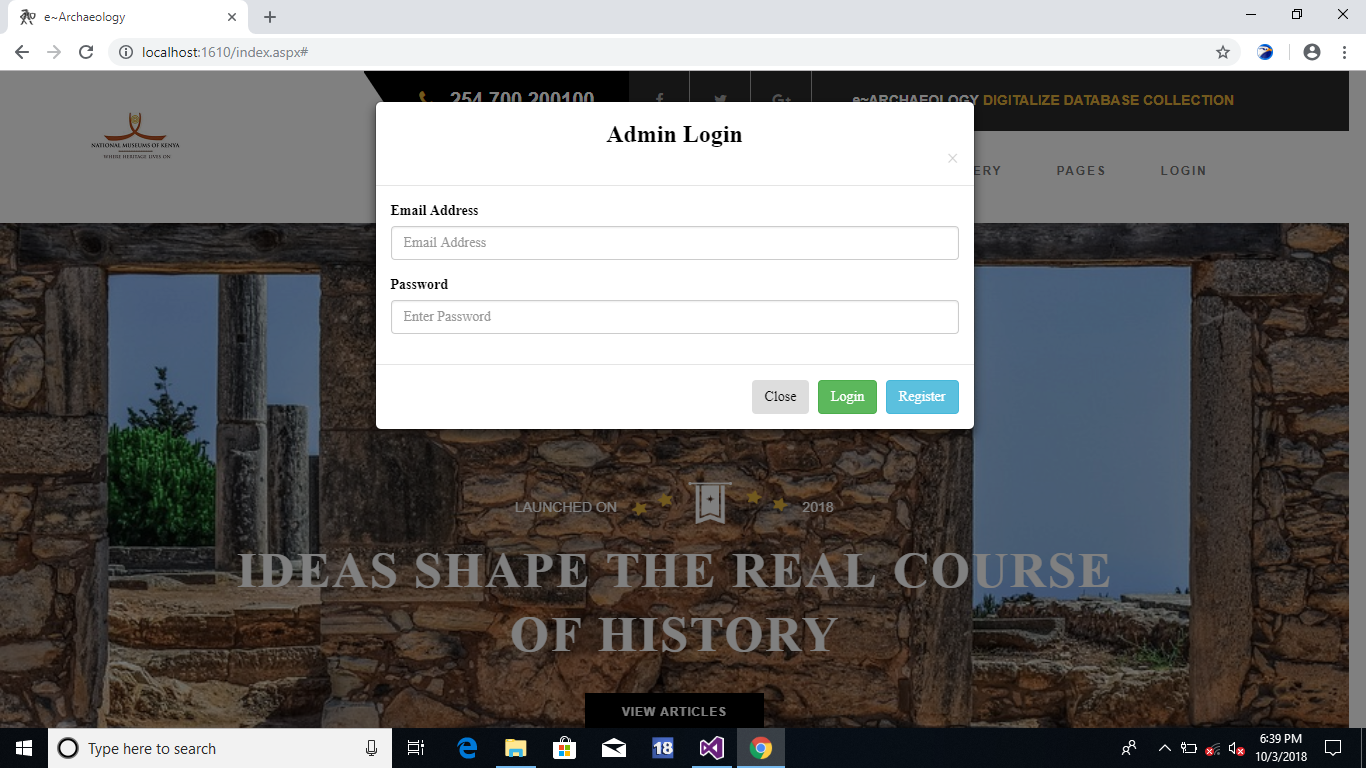 e~Archaeology
localhost:1610/index.aspx#
254 700 200100
e~ARCHAEOLOGY DIGITALIZE DATABASE COLLECTION
NATIONAL MUSEUMS OF KENYA
WHERE HERITAGE LIVES ON
ERY PAGES LOGIN
Admin Login
×
Email Address
Email Address
Password
Enter Password
Close Login Register
LAUNCHED ON 2018
IDEAS SHAPE THE REAL COURSE
OF HISTORY
VIEW ARTICLES
Type here to search
18
6:39 PM
10/3/2018